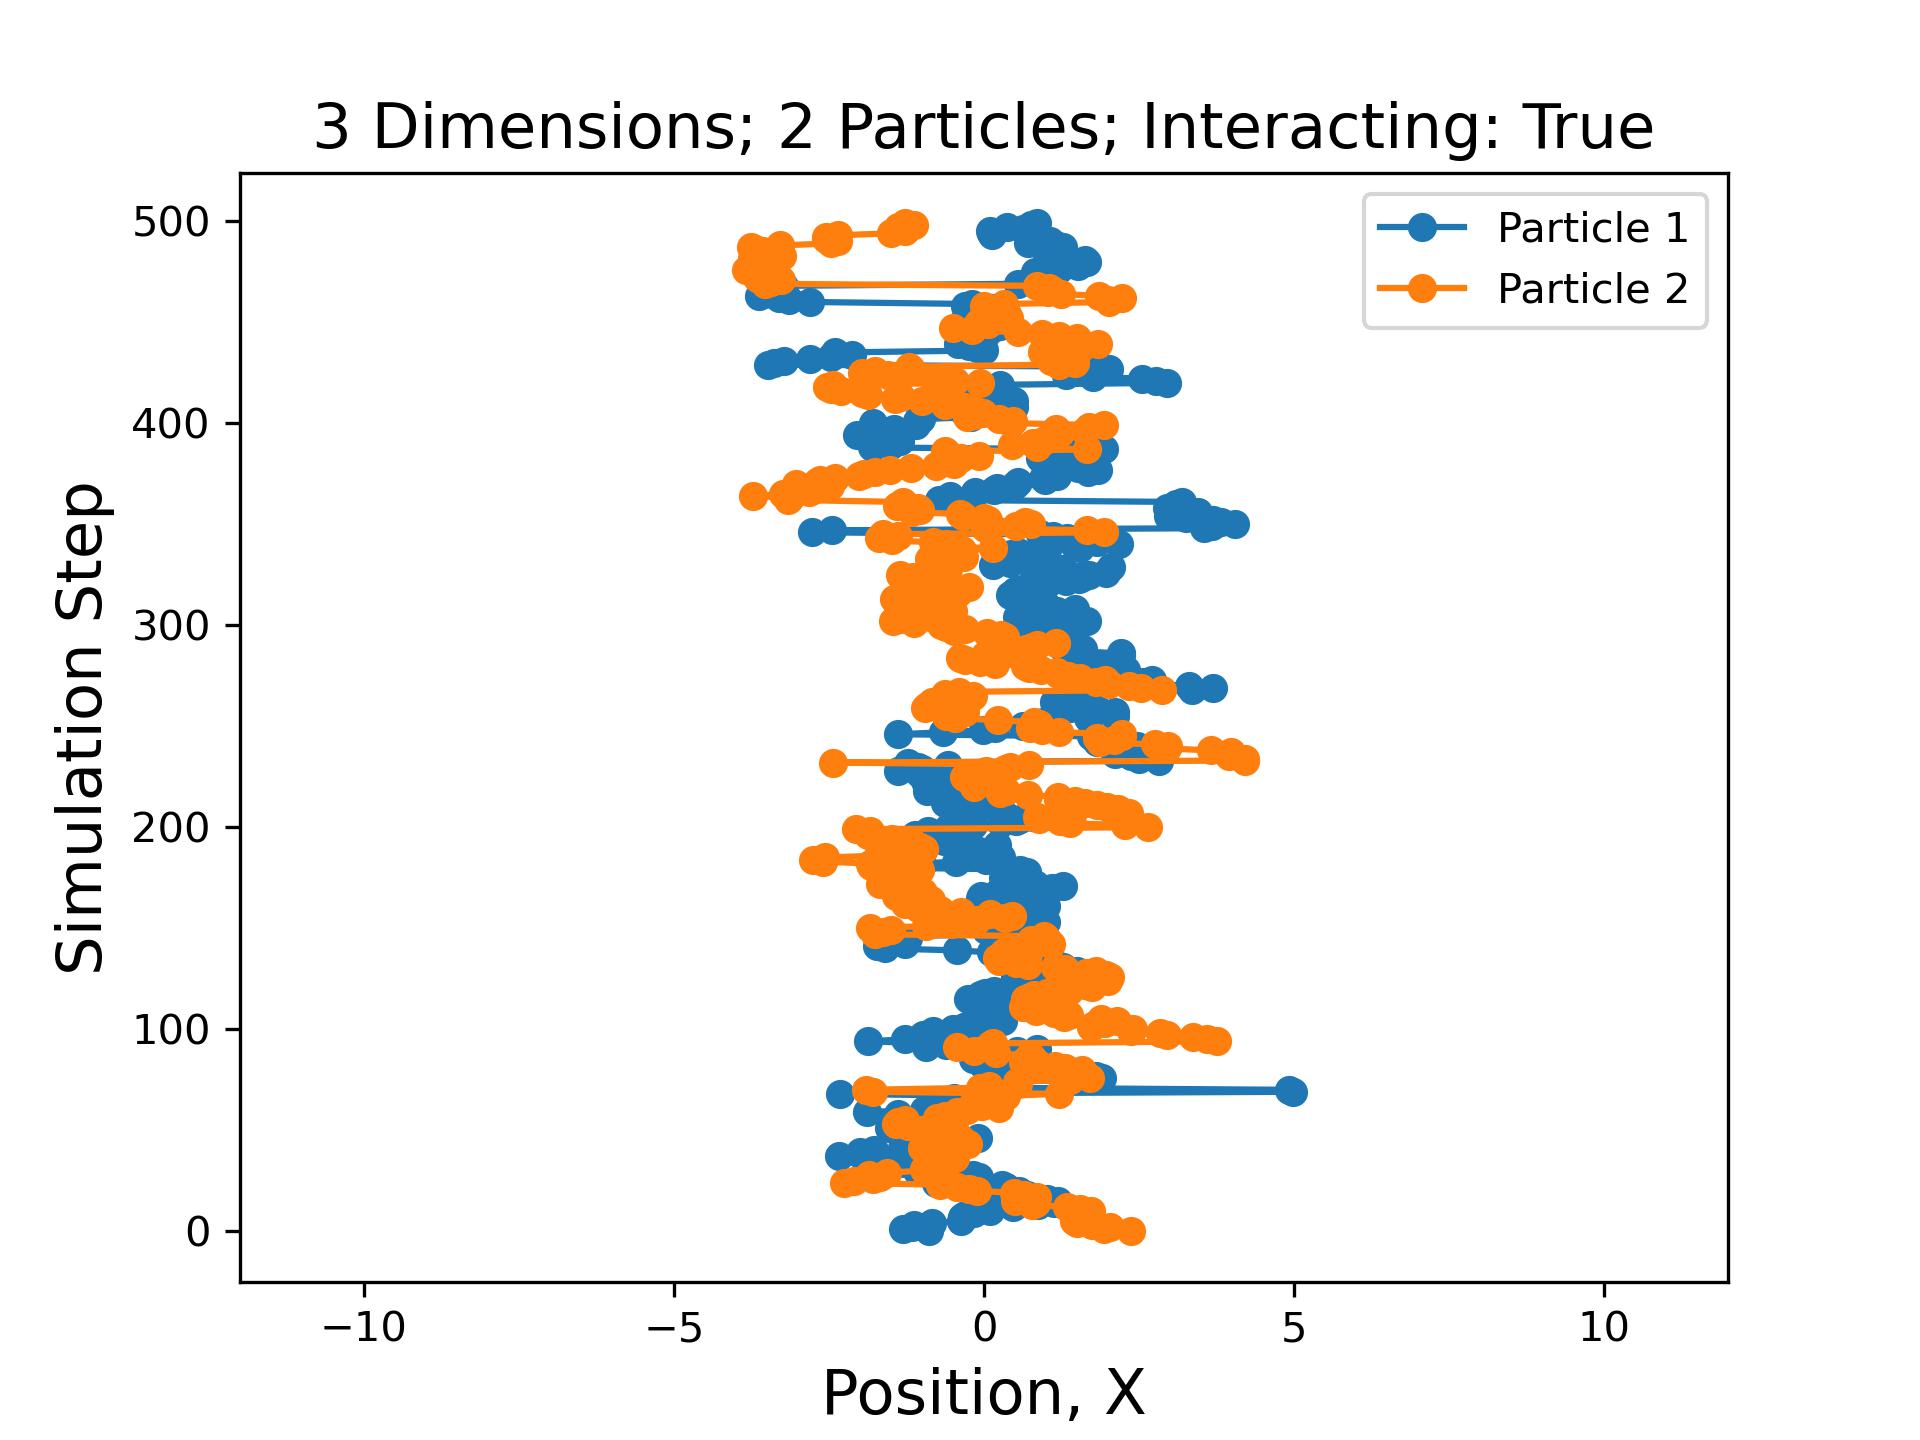 3 Dimensions; 2 Particles; Interacting: True
Particle 1
Particle 2
500
400
300
200
100
0
Simulation Step
−10
−5
0
5
10
Position, X